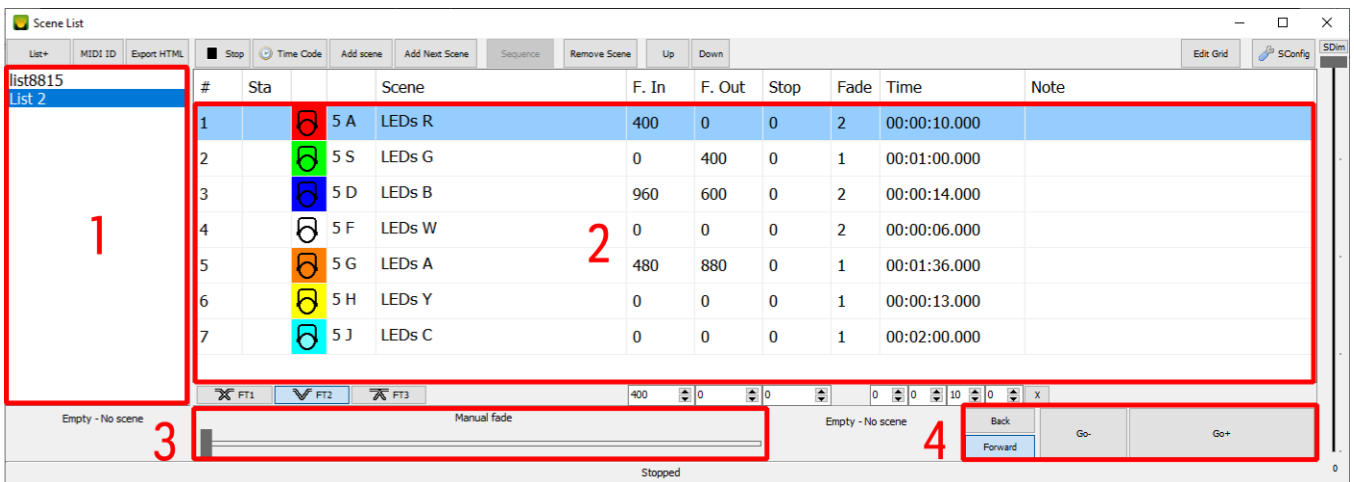 Scene List
List+ MIDI ID Export HTML Stop Time Code Add scene Add Next Scene Sequence Remove Scene Up Down Edit Grid SConfig SDim
list8815
List 2
# Sta Scene F. In F. Out Stop Fade Time Note
1 5 A LEDs R 400 0 0 2 00:00:10.000
2 5 S LEDs G 0 400 0 1 00:01:00.000
3 5 D LEDs B 960 600 0 2 00:00:14.000
4 5 F LEDs W 0 0 0 2 00:00:06.000
5 5 G LEDs A 480 880 0 1 00:01:36.000
6 5 H LEDs Y 0 0 0 1 00:00:13.000
7 5 J LEDs C 0 0 0 1 00:02:00.000
1
2
FT1 FT2 FT3 400 0 0 0 0 10 0 X
Empty - No scene 3 Manual fade Empty - No scene 4 Back Go- Go+
Forward
Stopped 0